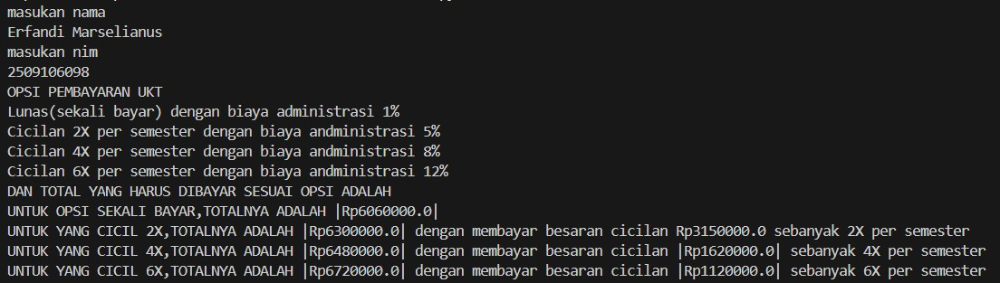 masukan nama
Erfandi Marselianus
masukan nim
2509106098
OPSI PEMBAYARAN UKT
Lunas(sekali bayar) dengan biaya administrasi 1%
Cicilan 2X per semester dengan biaya andministrasi 5%
Cicilan 4X per semester dengan biaya andministrasi 8%
Cicilan 6X per semester dengan biaya andministrasi 12%
DAN TOTAL YANG HARUS DIBAYAR SESUAI OPSI ADALAH
UNTUK OPSI SEKALI BAYAR,TOTALNYA ADALAH |Rp6060000.0|
UNTUK YANG CICIL 2X,TOTALNYA ADALAH |Rp6300000.0| dengan membayar besaran cicilan Rp3150000.0 sebanyak 2X per semester
UNTUK YANG CICIL 4X,TOTALNYA ADALAH |Rp6480000.0| dengan membayar besaran cicilan |Rp1620000.0| sebanyak 4X per semester
UNTUK YANG CICIL 6X,TOTALNYA ADALAH |Rp6720000.0| dengan membayar besaran cicilan |Rp1120000.0| sebanyak 6X per semester